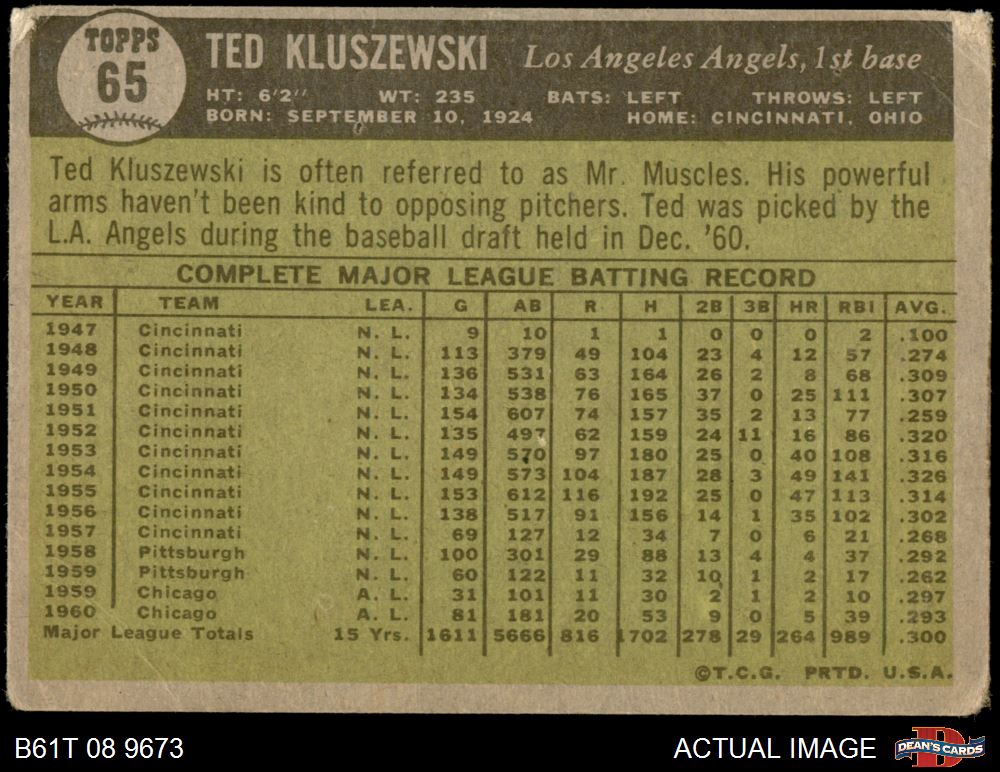 TOPPS
65
TED KLUSZEWSKI Los Angeles Angels, 1st base
HT: 6'2" WT: 235 BATS: LEFT THROWS: LEFT
BORN: SEPTEMBER 10, 1924 HOME: CINCINNATI, OHIO
Ted Kluszewski is often referred to as Mr. Muscles. His powerful
arms haven't been kind to opposing pitchers. Ted was picked by the
L.A. Angels during the baseball draft held in Dec. '60.
COMPLETE MAJOR LEAGUE BATTING RECORD
YEAR TEAM LEA. G AB R H 2B 3B HR RBI AVG.
1947 Cincinnati N. L. 9 10 1 1 0 0 0 2 .100
1948 Cincinnati N. L. 113 379 49 104 23 4 12 57 .274
1949 Cincinnati N. L. 136 531 63 164 26 2 8 68 .309
1950 Cincinnati N. L. 134 538 76 165 37 0 25 111 .307
1951 Cincinnati N. L. 154 607 74 157 35 2 13 77 .259
1952 Cincinnati N. L. 135 497 62 159 24 11 16 86 .320
1953 Cincinnati N. L. 149 570 97 180 25 0 40 108 .316
1954 Cincinnati N. L. 149 573 104 187 28 3 49 141 .326
1955 Cincinnati N. L. 153 612 116 192 25 0 47 113 .314
1956 Cincinnati N. L. 138 517 91 156 14 1 35 102 .302
1957 Cincinnati N. L. 69 127 12 34 7 0 6 21 .268
1958 Pittsburgh N. L. 100 301 29 88 13 4 4 37 .292
1959 Pittsburgh N. L. 60 122 11 32 10 1 2 17 .262
1959 Chicago A. L. 31 101 11 30 2 1 2 10 .297
1960 Chicago A. L. 81 181 20 53 9 0 5 39 .293
Major League Totals 15 Yrs. 1611 5666 816 1702 278 29 264 989 .300
©T.C.G. PRTD. U.S.A.
B61T 08 9673 ACTUAL IMAGE DEAN'S CARDS